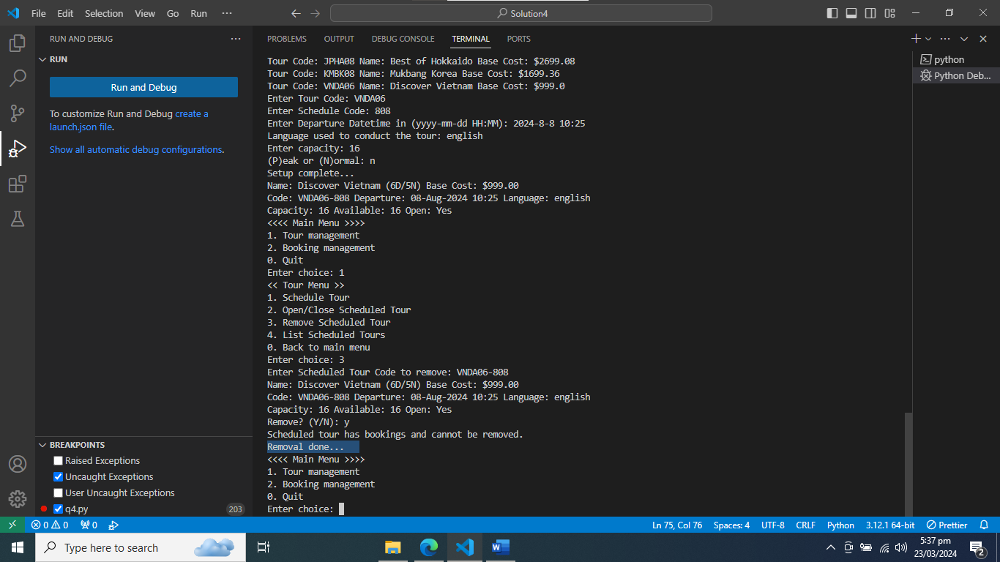 File Edit Selection View Go Run ··· Solution4
RUN AND DEBUG ···
RUN
Run and Debug
To customize Run and Debug create a
launch.json file.
Show all automatic debug configurations.
BREAKPOINTS
Raised Exceptions
Uncaught Exceptions
User Uncaught Exceptions
q4.py 203
PROBLEMS OUTPUT DEBUG CONSOLE TERMINAL PORTS
Tour Code: JPHA08 Name: Best of Hokkaido Base Cost: $2699.08
Tour Code: KMBK08 Name: Mukbang Korea Base Cost: $1699.36
Tour Code: VNDA06 Name: Discover Vietnam Base Cost: $999.0
Enter Tour Code: VNDA06
Enter Schedule Code: 808
Enter Departure Datetime in (yyyy-mm-dd HH:MM): 2024-8-8 10:25
Language used to conduct the tour: english
Enter capacity: 16
(P)eak or (N)ormal: n
Setup complete...
Name: Discover Vietnam (6D/5N) Base Cost: $999.00
Code: VNDA06-808 Departure: 08-Aug-2024 10:25 Language: english
Capacity: 16 Available: 16 Open: Yes
<<<< Main Menu >>>>
1. Tour management
2. Booking management
0. Quit
Enter choice: 1
<< Tour Menu >>
1. Schedule Tour
2. Open/Close Scheduled Tour
3. Remove Scheduled Tour
4. List Scheduled Tours
0. Back to main menu
Enter choice: 3
Enter Scheduled Tour Code to remove: VNDA06-808
Name: Discover Vietnam (6D/5N) Base Cost: $999.00
Code: VNDA06-808 Departure: 08-Aug-2024 10:25 Language: english
Capacity: 16 Available: 16 Open: Yes
Remove? (Y/N): y
Scheduled tour has bookings and cannot be removed.
Removal done...
<<<< Main Menu >>>>
1. Tour management
2. Booking management
0. Quit
Enter choice:
python
Python Deb...
0 0 0 Ln 75, Col 76 Spaces: 4 UTF-8 CRLF Python 3.12.1 64-bit Prettier
Type here to search
5:37 pm
23/03/2024
2